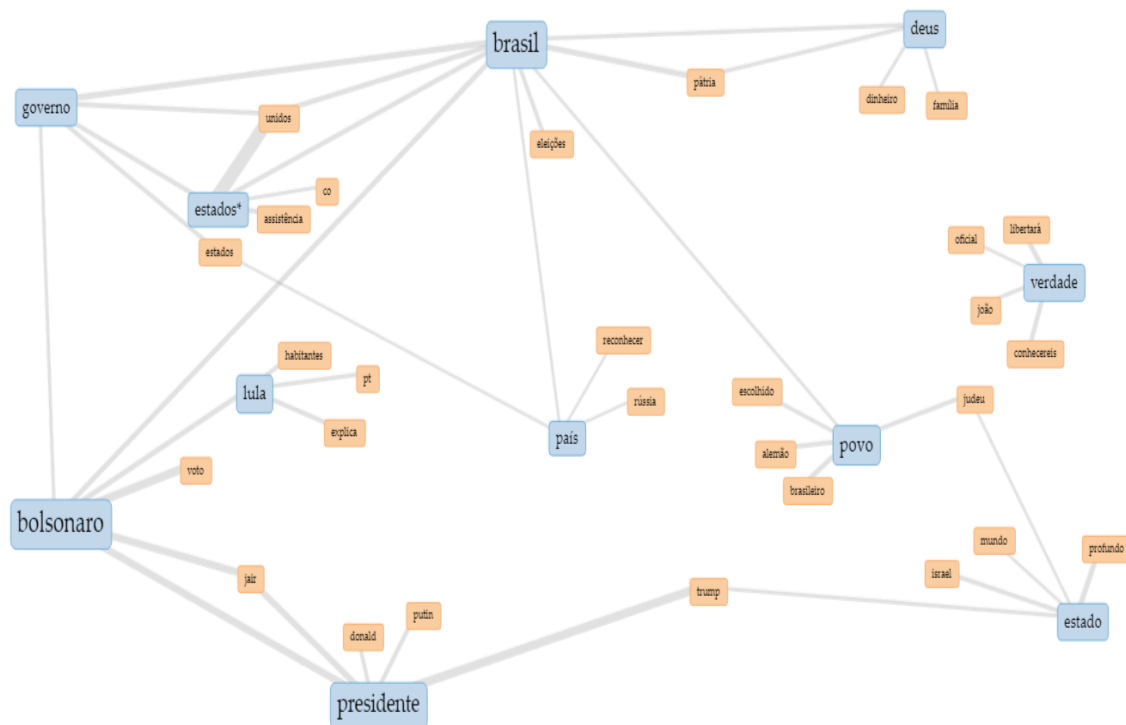 deus
brasil
pátria
dinheiro
família
governo
unidos
eleições
co
estados*
assistência
estados
libertará
oficial
verdade
joão
conhecereis
reconhecer
habitantes
pt
lula
rússia
escolhido
judeu
explica
país
povo
alemão
voto
brasileiro
bolsonaro
mundo
profundo
israel
jair
trump
putin
estado
donald
presidente